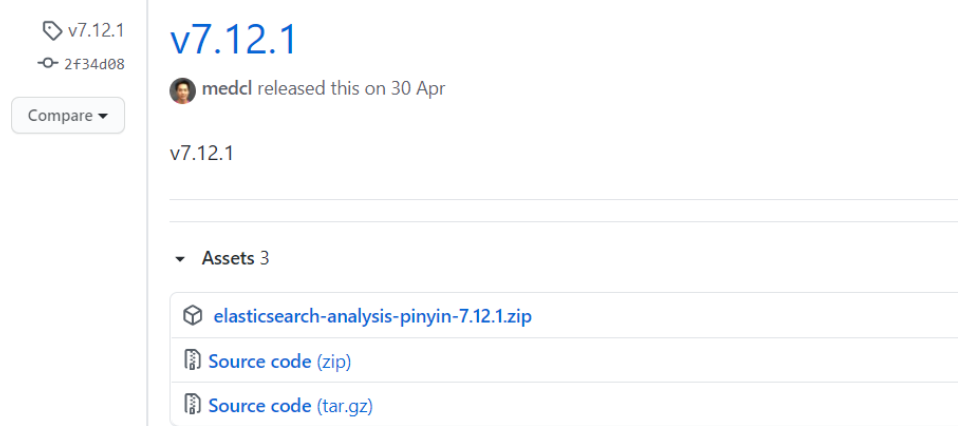 v7.12.1
2f34d08
Compare
v7.12.1
medcl released this on 30 Apr
v7.12.1
Assets 3
elasticsearch-analysis-pinyin-7.12.1.zip
Source code (zip)
Source code (tar.gz)